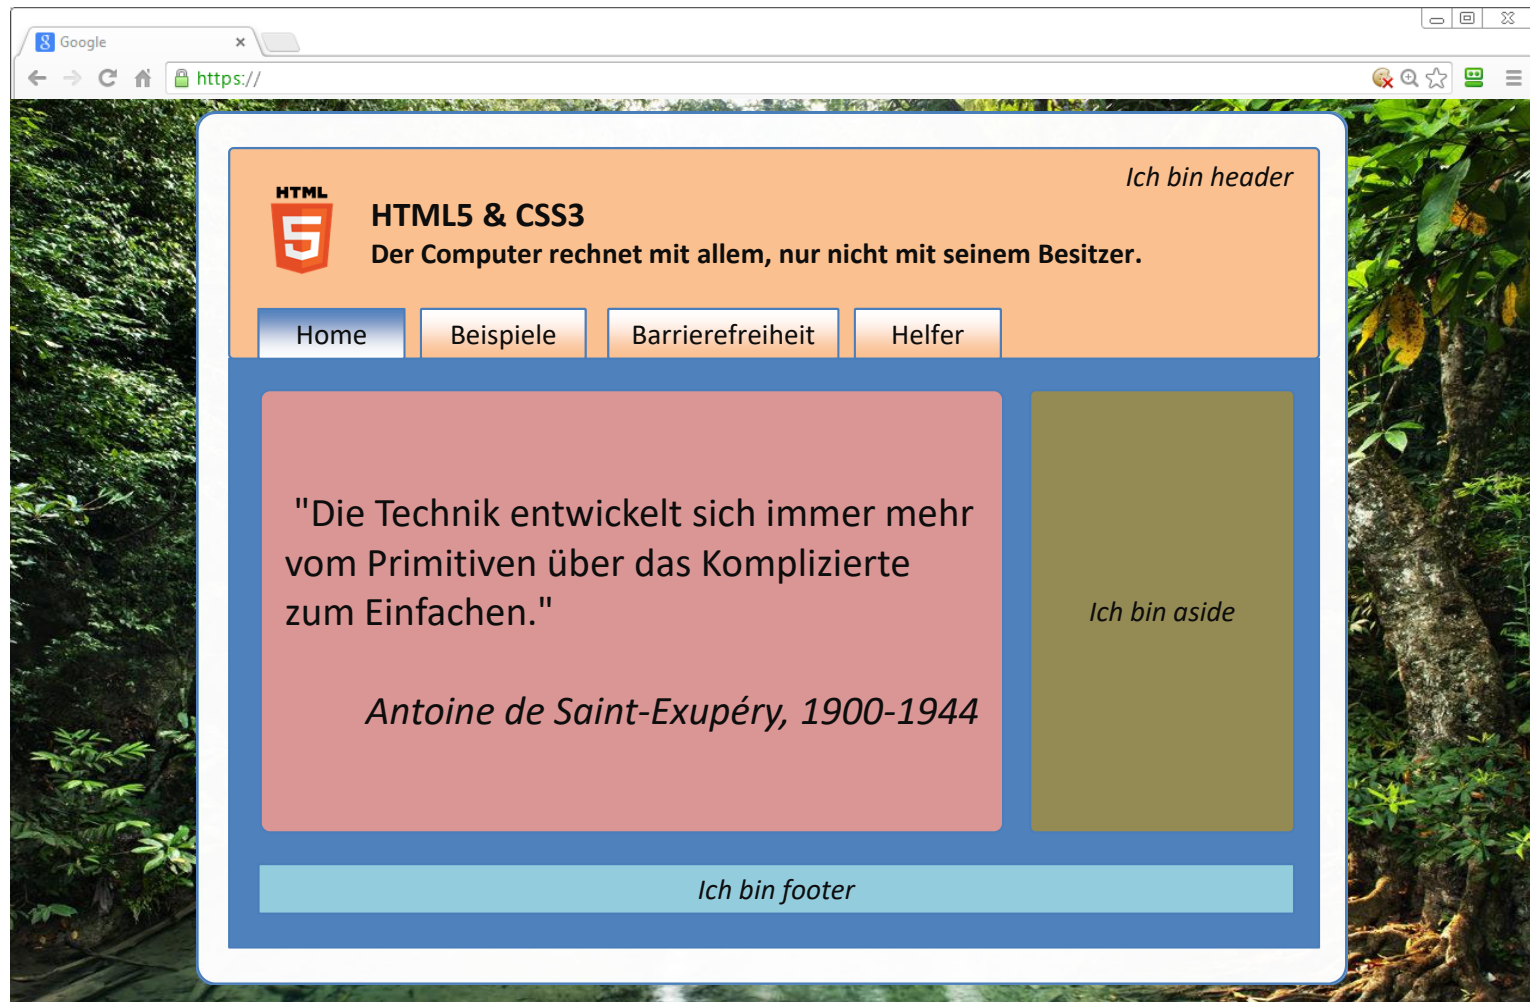 Google
https://
Ich bin header
HTML
5
HTML5 & CSS3
Der Computer rechnet mit allem, nur nicht mit seinem Besitzer.
Home Beispiele Barrierefreiheit Helfer
"Die Technik entwickelt sich immer mehr
vom Primitiven über das Komplizierte
zum Einfachen."
Antoine de Saint-Exupéry, 1900-1944
Ich bin aside
Ich bin footer